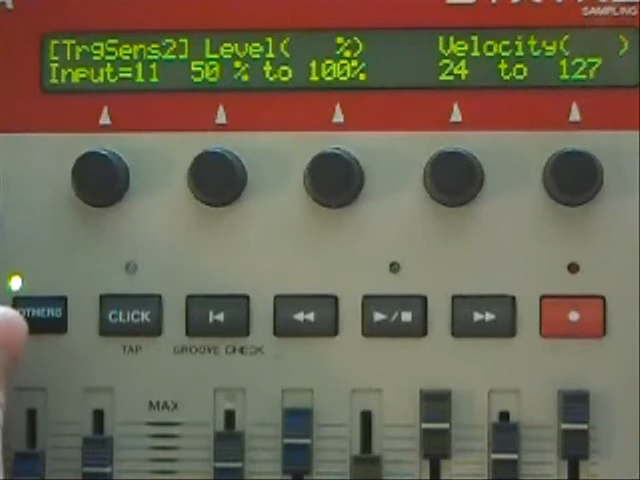 SAMPLING
[TrgSens2] Level(   %)   Velocity(   )
Input=11 50 % to 100%   24 to 127
OTHERS
CLICK
TAP
GROOVE CHECK
MAX